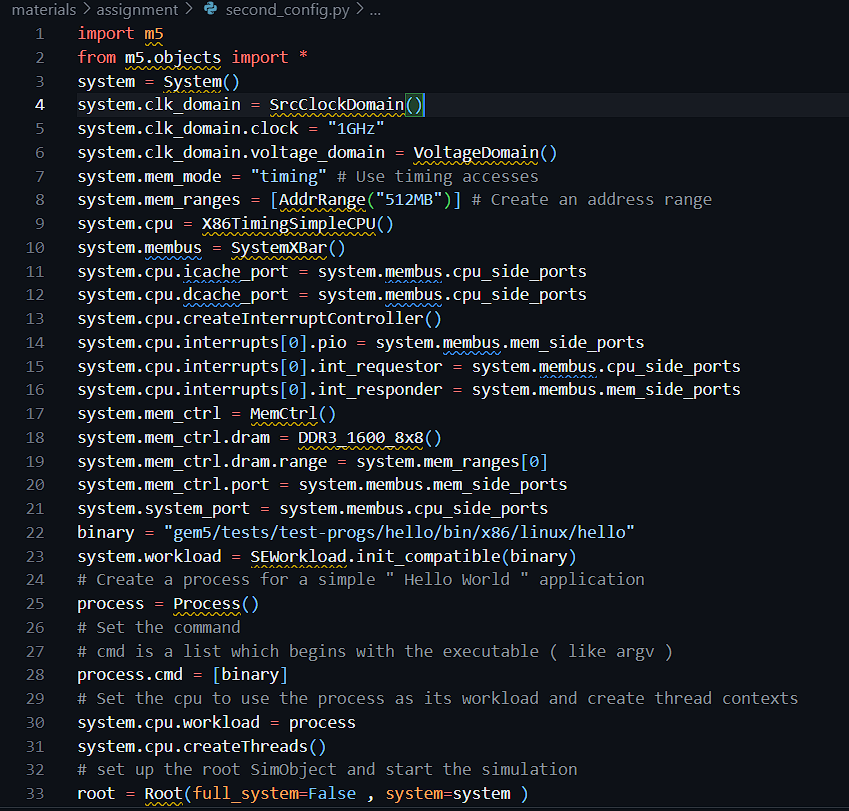 materials > assignment > second_config.py > ...
1 import m5
2 from m5.objects import *
3 system = System()
4 system.clk_domain = SrcClockDomain()
5 system.clk_domain.clock = "1GHz"
6 system.clk_domain.voltage_domain = VoltageDomain()
7 system.mem_mode = "timing" # Use timing accesses
8 system.mem_ranges = [AddrRange("512MB")] # Create an address range
9 system.cpu = X86TimingSimpleCPU()
10 system.membus = SystemXBar()
11 system.cpu.icache_port = system.membus.cpu_side_ports
12 system.cpu.dcache_port = system.membus.cpu_side_ports
13 system.cpu.createInterruptController()
14 system.cpu.interrupts[0].pio = system.membus.mem_side_ports
15 system.cpu.interrupts[0].int_requestor = system.membus.cpu_side_ports
16 system.cpu.interrupts[0].int_responder = system.membus.mem_side_ports
17 system.mem_ctrl = MemCtrl()
18 system.mem_ctrl.dram = DDR3_1600_8x8()
19 system.mem_ctrl.dram.range = system.mem_ranges[0]
20 system.mem_ctrl.port = system.membus.mem_side_ports
21 system.system_port = system.membus.cpu_side_ports
22 binary = "gem5/tests/test-progs/hello/bin/x86/linux/hello"
23 system.workload = SEWorkload.init_compatible(binary)
24 # Create a process for a simple " Hello World " application
25 process = Process()
26 # Set the command
27 # cmd is a list which begins with the executable ( like argv )
28 process.cmd = [binary]
29 # Set the cpu to use the process as its workload and create thread contexts
30 system.cpu.workload = process
31 system.cpu.createThreads()
32 # set up the root SimObject and start the simulation
33 root = Root(full_system=False , system=system )